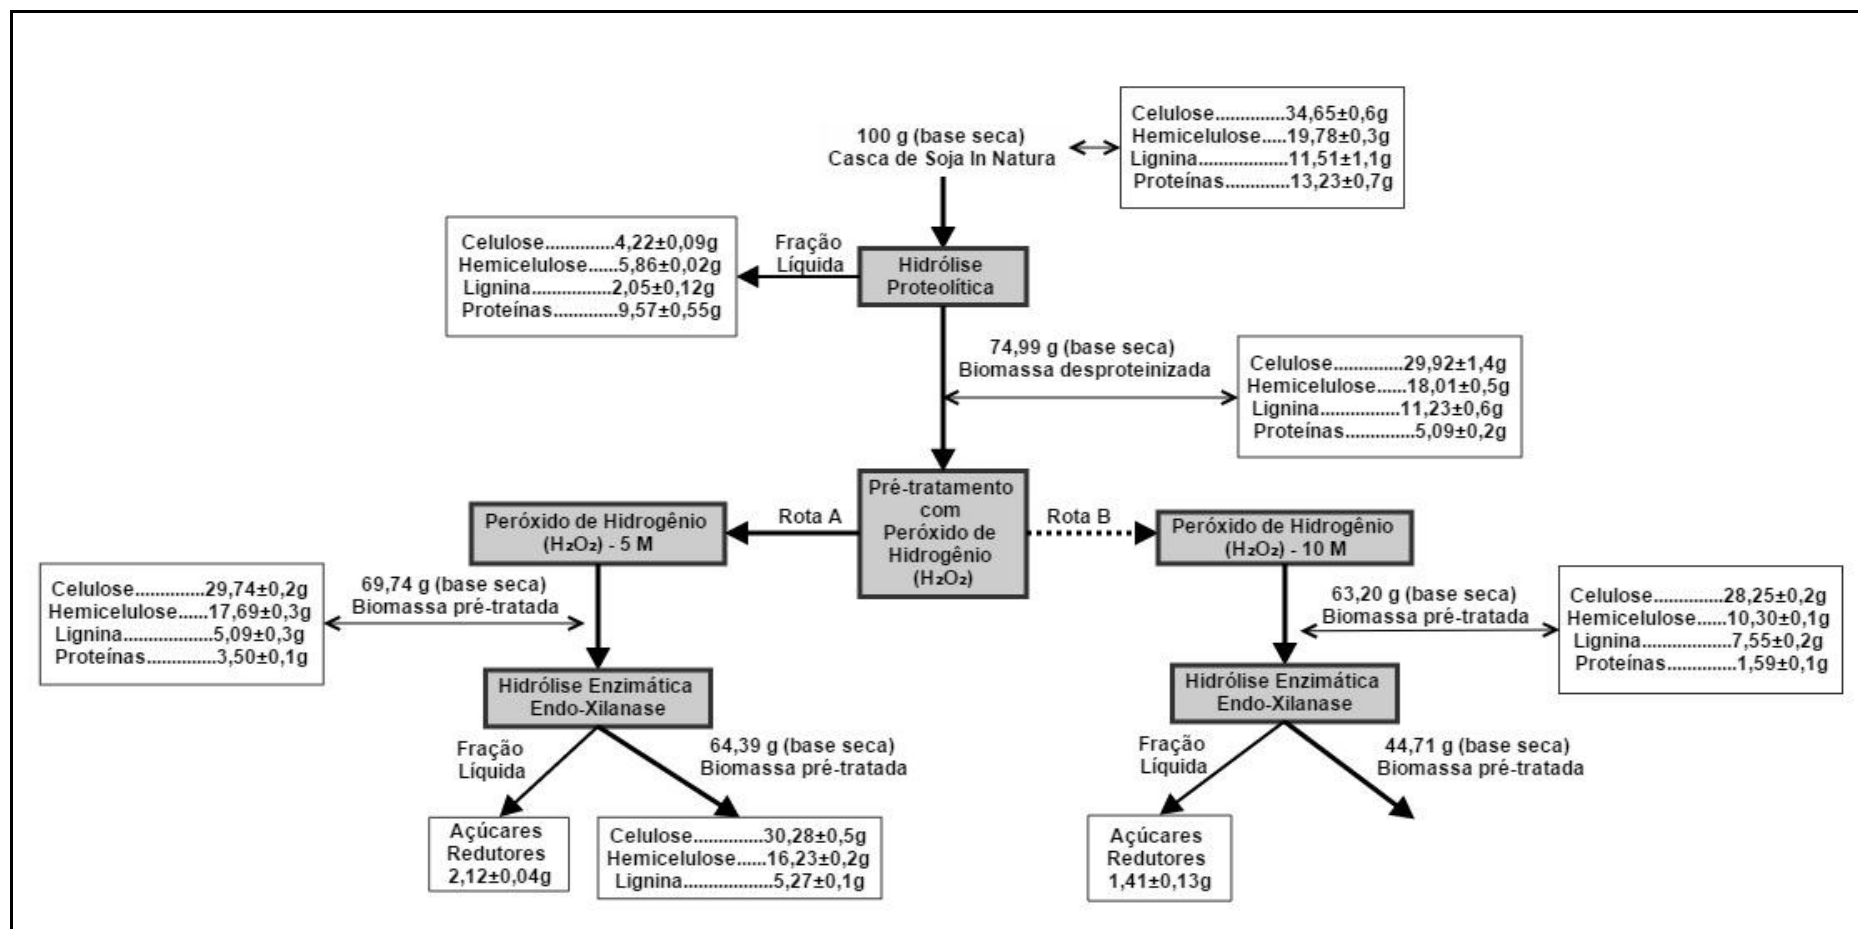 100 g (base seca)
Casca de Soja In Natura
Celulose...............34,65±0,6g
Hemicelulose.....19,78±0,3g
Lignina...................11,51±1,1g
Proteínas..............13,23±0,7g
Celulose..............4,22±0,09g
Hemicelulose......5,86±0,02g
Lignina.................2,05±0,12g
Proteínas.............9,57±0,55g
Fração
Líquida
Hidrólise
Proteolítica
74,99 g (base seca)
Biomassa desproteinizada
Celulose..............29,92±1,4g
Hemicelulose......18,01±0,5g
Lignina.................11,23±0,6g
Proteínas..............5,09±0,2g
Pré-tratamento
com
Peróxido de
Hidrogênio
(H₂O₂)
Rota A
Rota B
Peróxido de Hidrogênio
(H₂O₂) - 5 M
Peróxido de Hidrogênio
(H₂O₂) - 10 M
Celulose..............29,74±0,2g
Hemicelulose......17,69±0,3g
Lignina...................5,09±0,3g
Proteínas..............3,50±0,1g
69,74 g (base seca)
Biomassa pré-tratada
63,20 g (base seca)
Biomassa pré-tratada
Celulose..............28,25±0,2g
Hemicelulose......10,30±0,1g
Lignina...................7,55±0,2g
Proteínas..............1,59±0,1g
Hidrólise Enzimática
Endo-Xilanase
Hidrólise Enzimática
Endo-Xilanase
Fração
Líquida
64,39 g (base seca)
Biomassa pré-tratada
Fração
Líquida
44,71 g (base seca)
Biomassa pré-tratada
Açúcares
Redutores
2,12±0,04g
Celulose..............30,28±0,5g
Hemicelulose......16,23±0,2g
Lignina...................5,27±0,1g
Açúcares
Redutores
1,41±0,13g